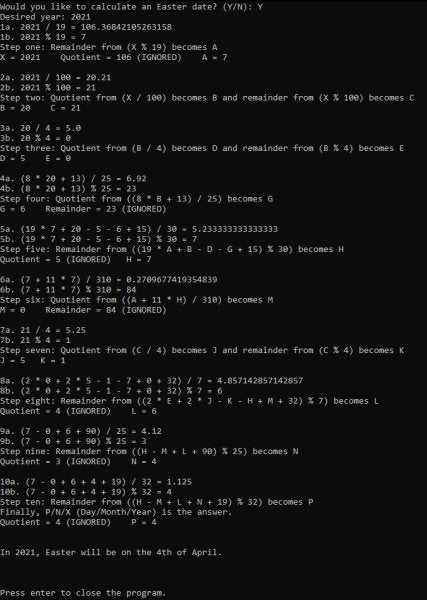 Would you like to calculate an Easter date? (Y/N): Y
Desired year: 2021
1a. 2021 / 19 = 106.36842105263158
1b. 2021 % 19 = 7
Step one: Remainder from (X % 19) becomes A
X = 2021 Quotient = 106 (IGNORED) A = 7
2a. 2021 / 100 = 20.21
2b. 2021 % 100 = 21
Step two: Quotient from (X / 100) becomes B and remainder from (X % 100) becomes C
B = 20 C = 21
3a. 20 / 4 = 5.0
3b. 20 % 4 = 0
Step three: Quotient from (B / 4) becomes D and remainder from (B % 4) becomes E
D = 5 E = 0
4a. (8 * 20 + 13) / 25 = 6.92
4b. (8 * 20 + 13) % 25 = 23
Step four: Quotient from ((8 * B + 13) / 25) becomes G
G = 6 Remainder = 23 (IGNORED)
5a. (19 * 7 + 20 - 5 - 6 + 15) / 30 = 5.233333333333333
5b. (19 * 7 + 20 - 5 - 6 + 15) % 30 = 7
Step five: Remainder from ((19 * A + B - D - G + 15) % 30) becomes H
Quotient = 5 (IGNORED) H = 7
6a. (7 + 11 * 7) / 310 = 0.2709677419354839
6b. (7 + 11 * 7) % 310 = 84
Step six: Quotient from ((A + 11 * H) / 310) becomes M
M = 0 Remainder = 84 (IGNORED)
7a. 21 / 4 = 5.25
7b. 21 % 4 = 1
Step seven: Quotient from (C / 4) becomes J and remainder from (C % 4) becomes K
J = 5 K = 1
8a. (2 * 0 + 2 * 5 - 1 - 7 + 0 + 32) / 7 = 4.857142857142857
8b. (2 * 0 + 2 * 5 - 1 - 7 + 0 + 32) % 7 = 6
Step eight: Remainder from ((2 * E + 2 * J - K - H + M + 32) % 7) becomes L
Quotient = 4 (IGNORED) L = 6
9a. (7 - 0 + 6 + 90) / 25 = 4.12
9b. (7 - 0 + 6 + 90) % 25 = 3
Step nine: Remainder from ((H - M + L + 90) % 25) becomes N
Quotient = 3 (IGNORED) N = 4
10a. (7 - 0 + 6 + 4 + 19) / 32 = 1.125
10b. (7 - 0 + 6 + 4 + 19) % 32 = 4
Step ten: Remainder from ((H - M + L + N + 19) % 32) becomes P
Finally, P/N/X (Day/Month/Year) is the answer.
Quotient = 4 (IGNORED) P = 4
In 2021, Easter will be on the 4th of April.
Press enter to close the program.